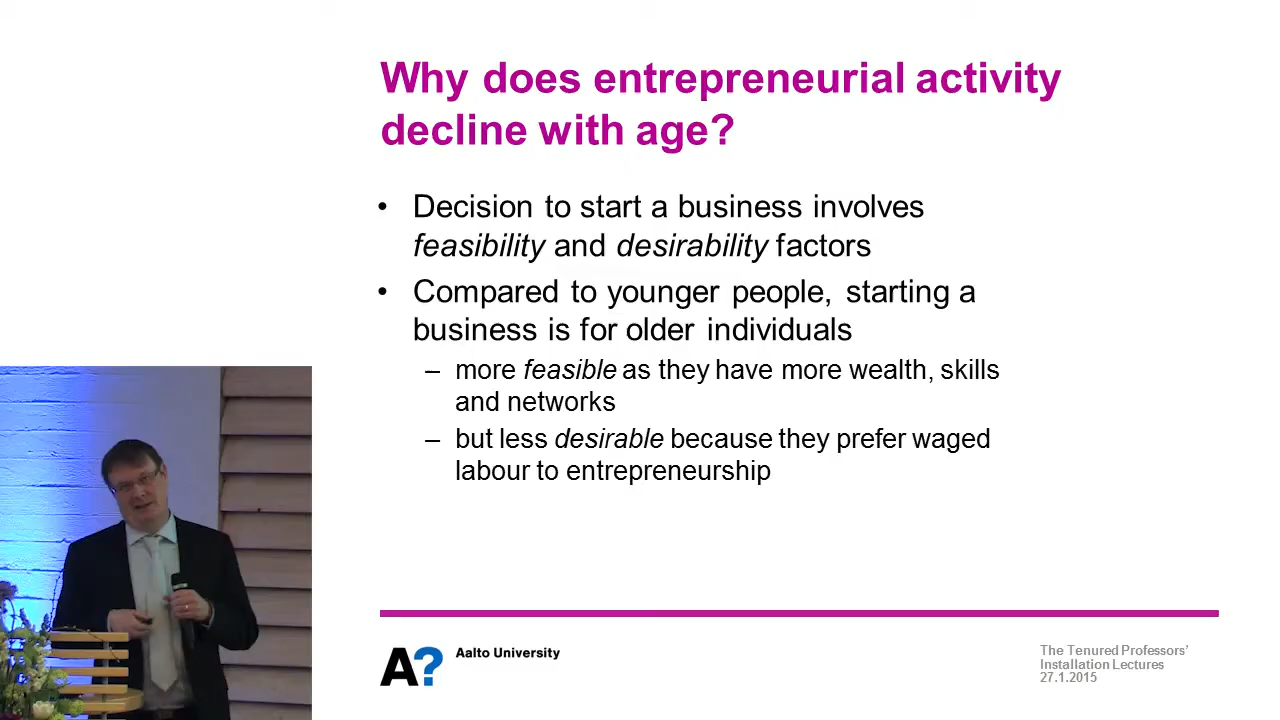 Why does entrepreneurial activity
decline with age?
• Decision to start a business involves
feasibility and desirability factors
• Compared to younger people, starting a
business is for older individuals
– more feasible as they have more wealth, skills
and networks
– but less desirable because they prefer waged
labour to entrepreneurship
A?
Aalto University
The Tenured Professors’
Installation Lectures
27.1.2015